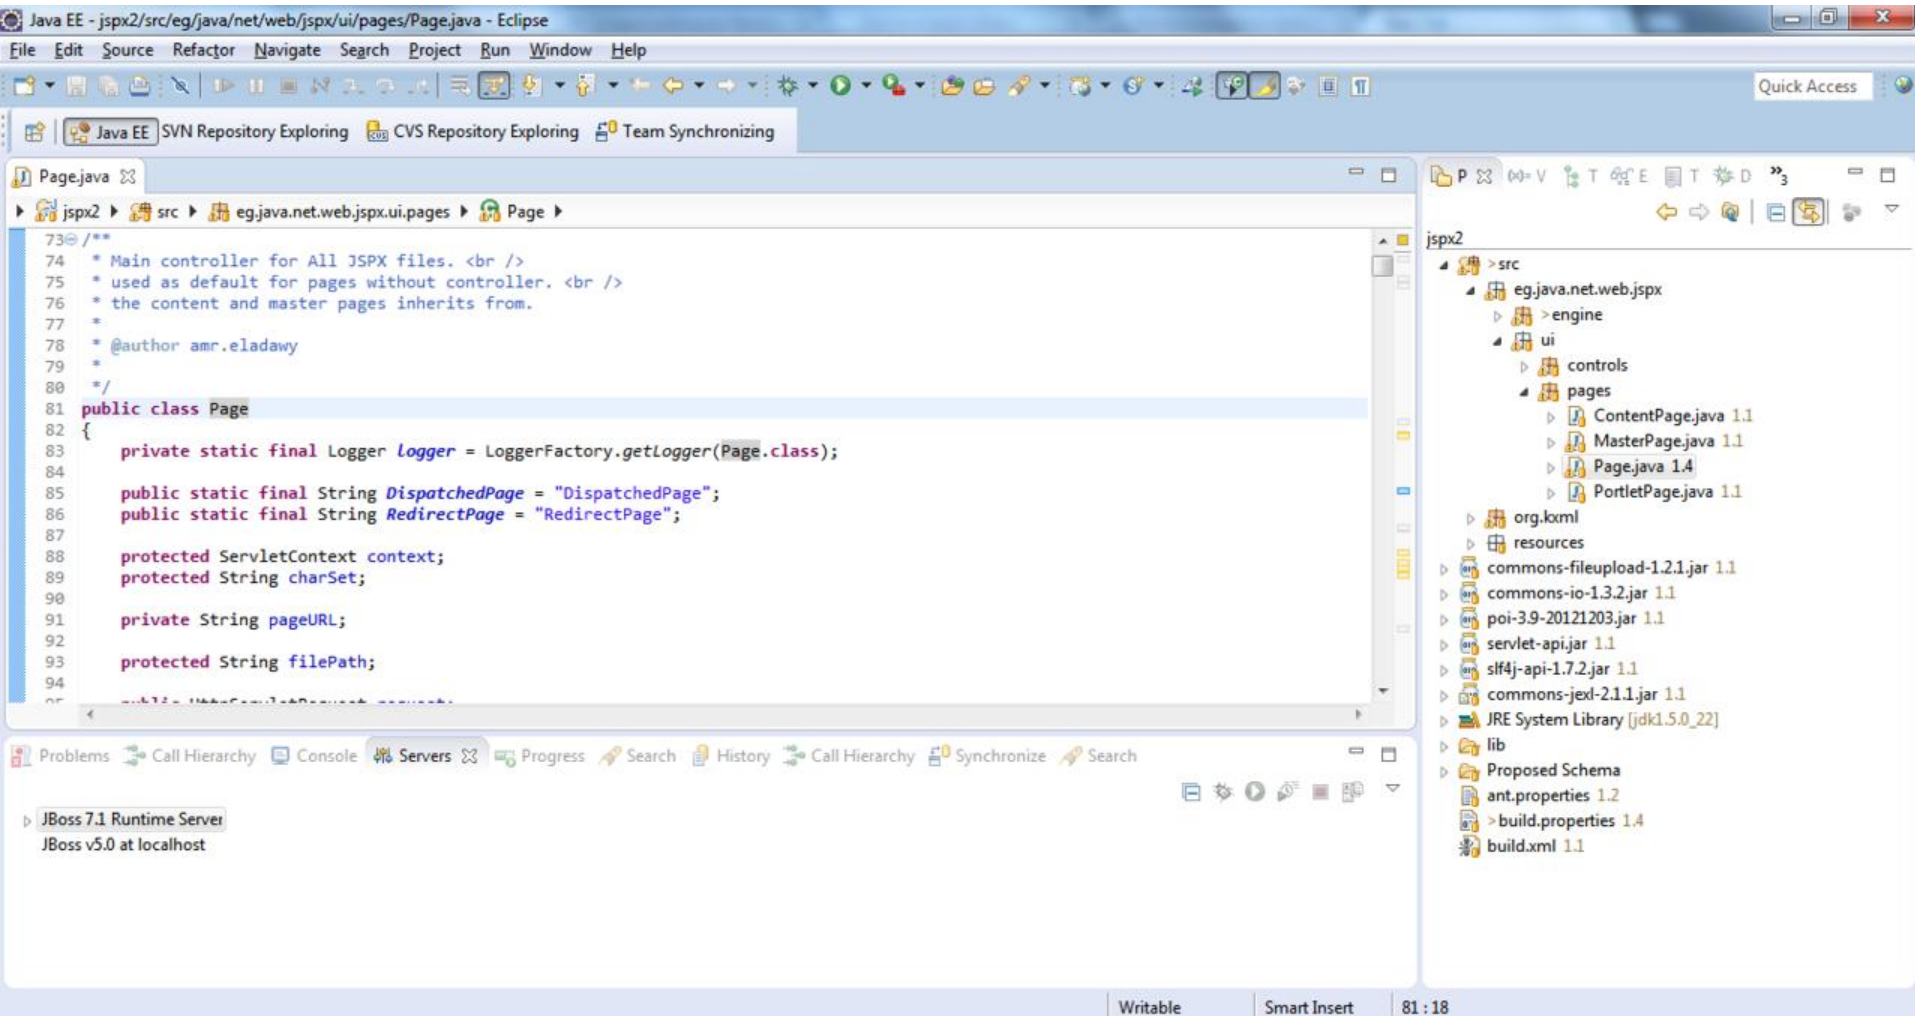 Java EE - jspx2/src/eg/java/net/web/jspx/ui/pages/Page.java - Eclipse
File Edit Source Refactor Navigate Search Project Run Window Help
Quick Access
Java EE SVN Repository Exploring CVS Repository Exploring Team Synchronizing
Page.java
jspx2 src eg.java.net.web.jspx.ui.pages Page
73 /**
74 * Main controller for All JSPX files. <br />
75 * used as default for pages without controller. <br />
76 * the content and master pages inherits from.
77 *
78 * @author amr.eladawy
79 *
80 */
81 public class Page
82 {
83 private static final Logger logger = LoggerFactory.getLogger(Page.class);
84
85 public static final String DispatchedPage = "DispatchedPage";
86 public static final String RedirectPage = "RedirectPage";
87
88 protected ServletContext context;
89 protected String charSet;
90
91 private String pageURL;
92
93 protected String filePath;
94
P V T E T D »3
jspx2
>src
eg.java.net.web.jspx
>engine
ui
controls
pages
ContentPage.java 1.1
MasterPage.java 1.1
Page.java 1.4
PortletPage.java 1.1
org.kxml
resources
commons-fileupload-1.2.1.jar 1.1
commons-io-1.3.2.jar 1.1
poi-3.9-20121203.jar 1.1
servlet-api.jar 1.1
slf4j-api-1.7.2.jar 1.1
commons-jexl-2.1.1.jar 1.1
JRE System Library [jdk1.5.0_22]
lib
Proposed Schema
ant.properties 1.2
>build.properties 1.4
build.xml 1.1
Problems Call Hierarchy Console Servers Progress Search History Call Hierarchy Synchronize Search
JBoss 7.1 Runtime Server
JBoss v5.0 at localhost
Writable Smart Insert 81 : 18